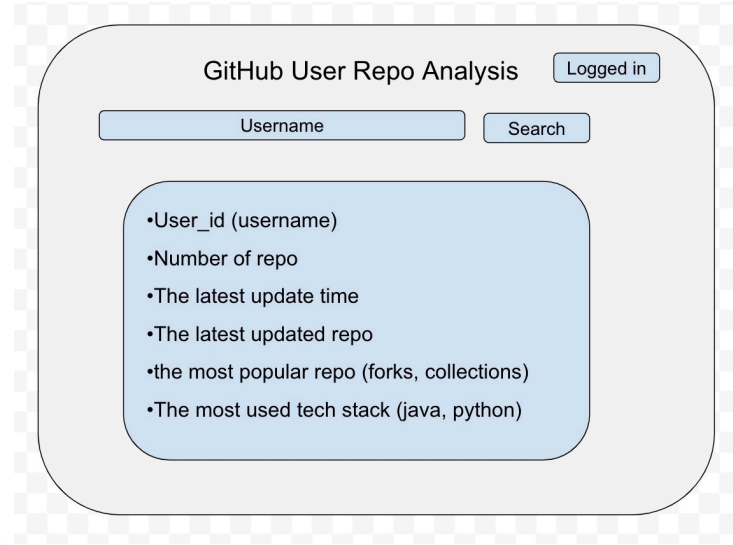 GitHub User Repo Analysis
Logged in
Username
Search
•User_id (username)
•Number of repo
•The latest update time
•The latest updated repo
•the most popular repo (forks, collections)
•The most used tech stack (java, python)